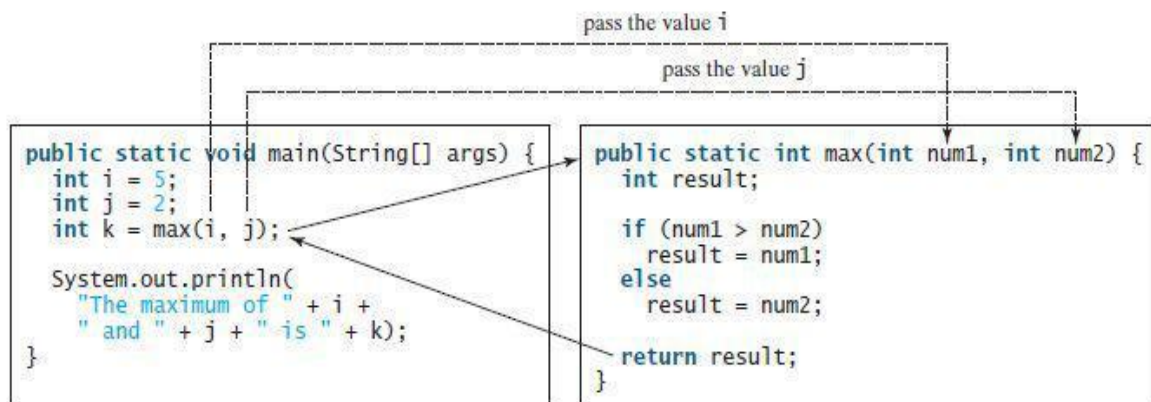 pass the value i
pass the value j
public static void main(String[] args) {
int i = 5;
int j = 2;
int k = max(i, j);
System.out.println(
"The maximum of " + i +
" and " + j + " is " + k);
}
public static int max(int num1, int num2) {
int result;
if (num1 > num2)
result = num1;
else
result = num2;
return result;
}